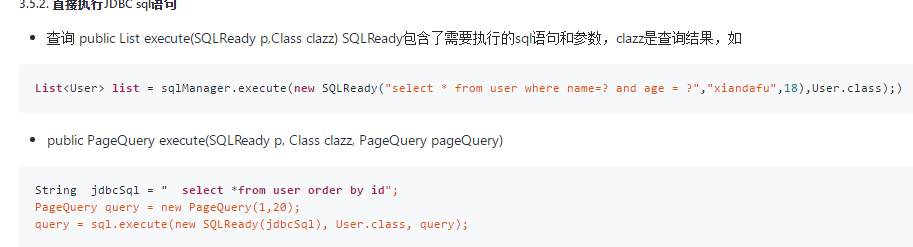 3.5.2. 直接执行JDBC sql语句
查询 public List execute(SQLReady p,Class clazz) SQLReady包含了需要执行的sql语句和参数，clazz是查询结果，如
List<User> list = sqlManager.execute(new SQLReady("select * from user where name=? and age = ?","xiandafu",18),User.class);)
public PageQuery execute(SQLReady p, Class clazz, PageQuery pageQuery)
String  jdbcSql = "  select *from user order by id";
PageQuery query = new PageQuery(1,20);
query = sql.execute(new SQLReady(jdbcSql), User.class, query);